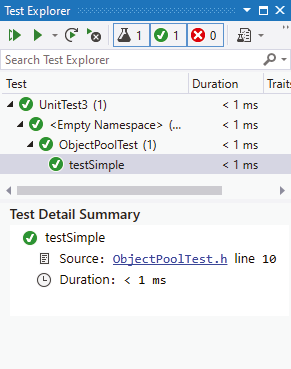 Test Explorer
1 1 0
Search Test Explorer
Test Duration Traits
UnitTest3 (1) < 1 ms
<Empty Namespace> (... < 1 ms
ObjectPoolTest (1) < 1 ms
testSimple < 1 ms
Test Detail Summary
testSimple
Source: ObjectPoolTest.h line 10
Duration: < 1 ms